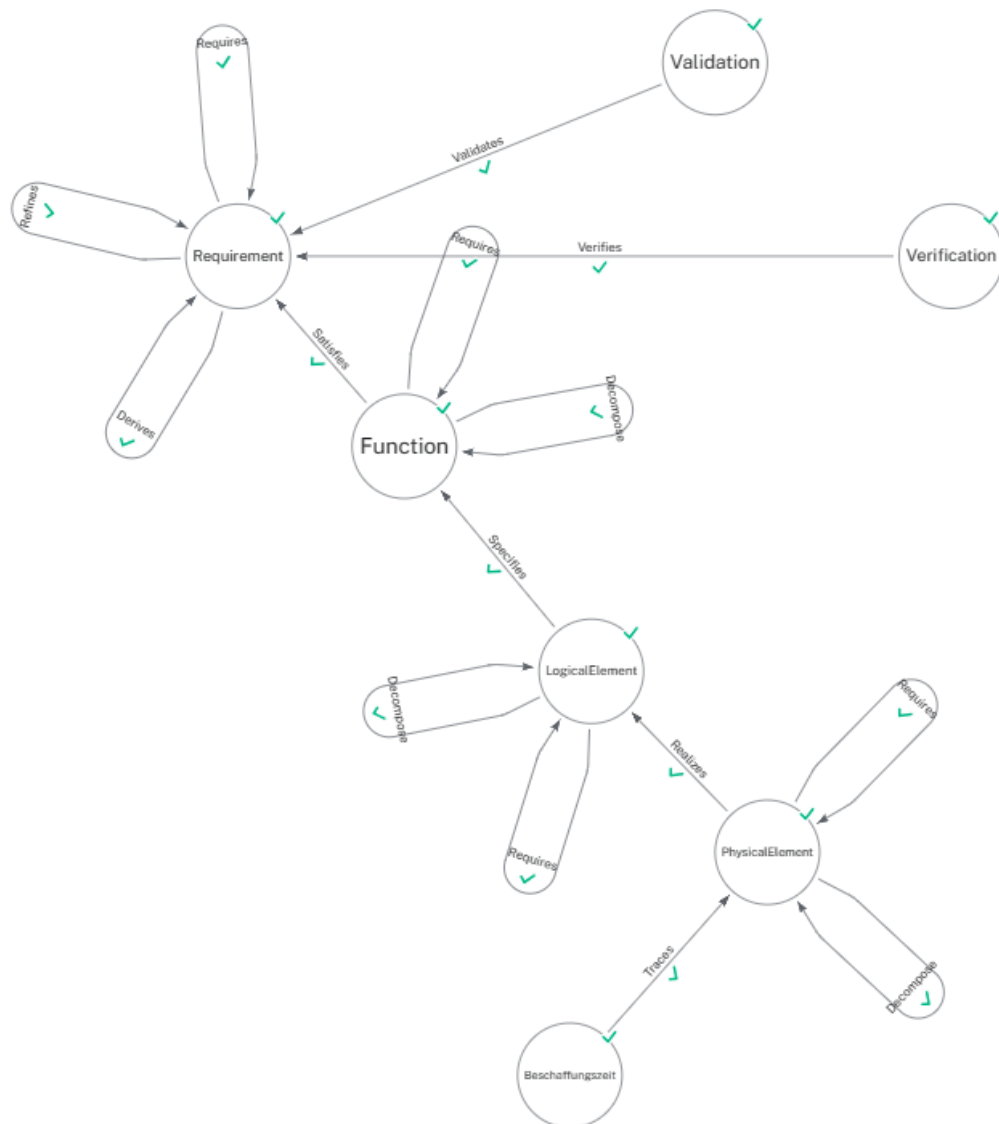 Requires
Validation
Validates
Refines
Requirement
Requires
Verifies
Verification
Satisfies
Derives
Decompose
Function
Specifies
LogicalElement
Decompose
Requires
Realizes
Requires
PhysicalElement
Traces
Decompose
Beschaffungszeit